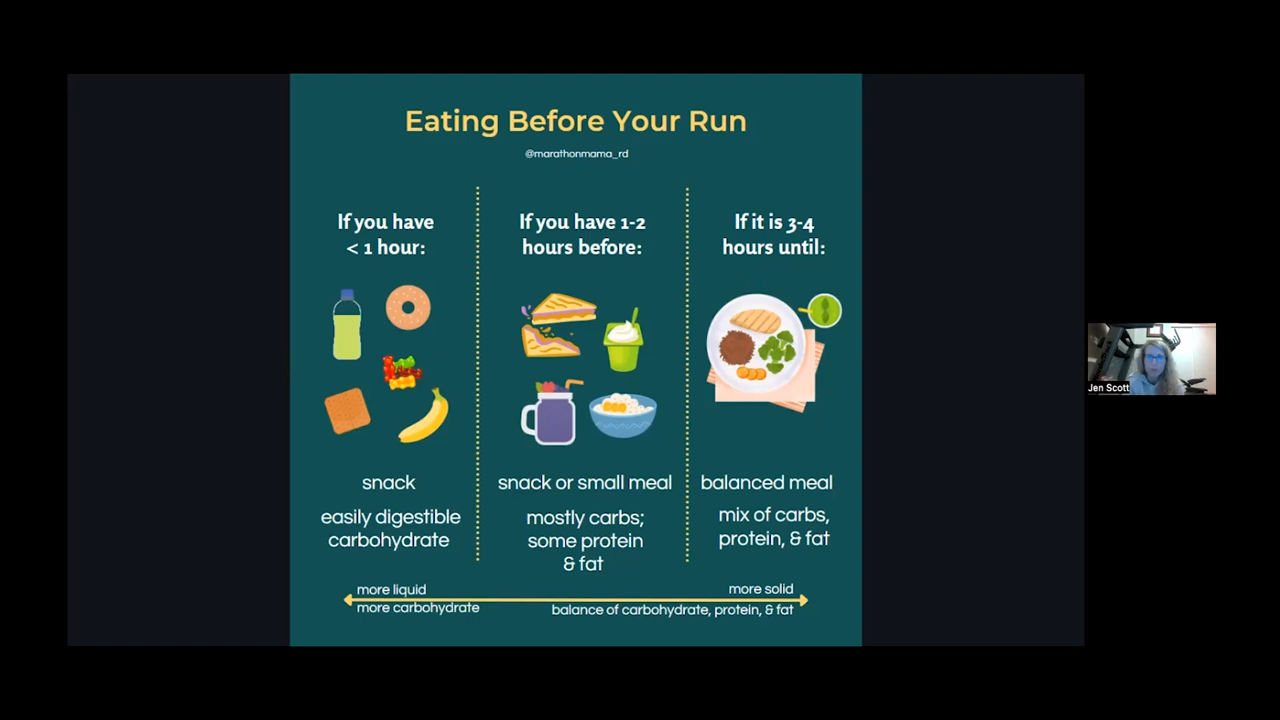 Eating Before Your Run
@marathonmama_rd
If you have
< 1 hour:
snack
easily digestible
carbohydrate
If you have 1-2
hours before:
snack or small meal
mostly carbs;
some protein
& fat
If it is 3-4
hours until:
balanced meal
mix of carbs,
protein, & fat
more liquid
more carbohydrate
more solid
balance of carbohydrate, protein, & fat
Jen Scott